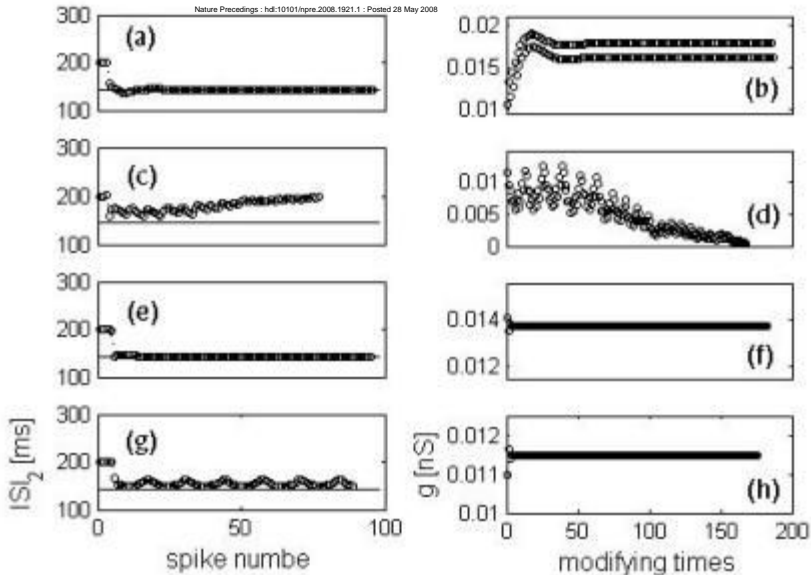 Nature Precedings : hdl:10101/npre.2008.1921.1 : Posted 28 May 2008
300
200
100
(a)
0.02
0.015
0.01
(b)
300
200
100
(c)
0.01
0.005
0
(d)
300
200
100
(e)
0.014
0.012
(f)
300
200
100
(g)
0.012
0.011
0.01
(h)
ISI2 [ms]
g [nS]
0 50 100
0 50 100 150 200
spike numbe
modifying times